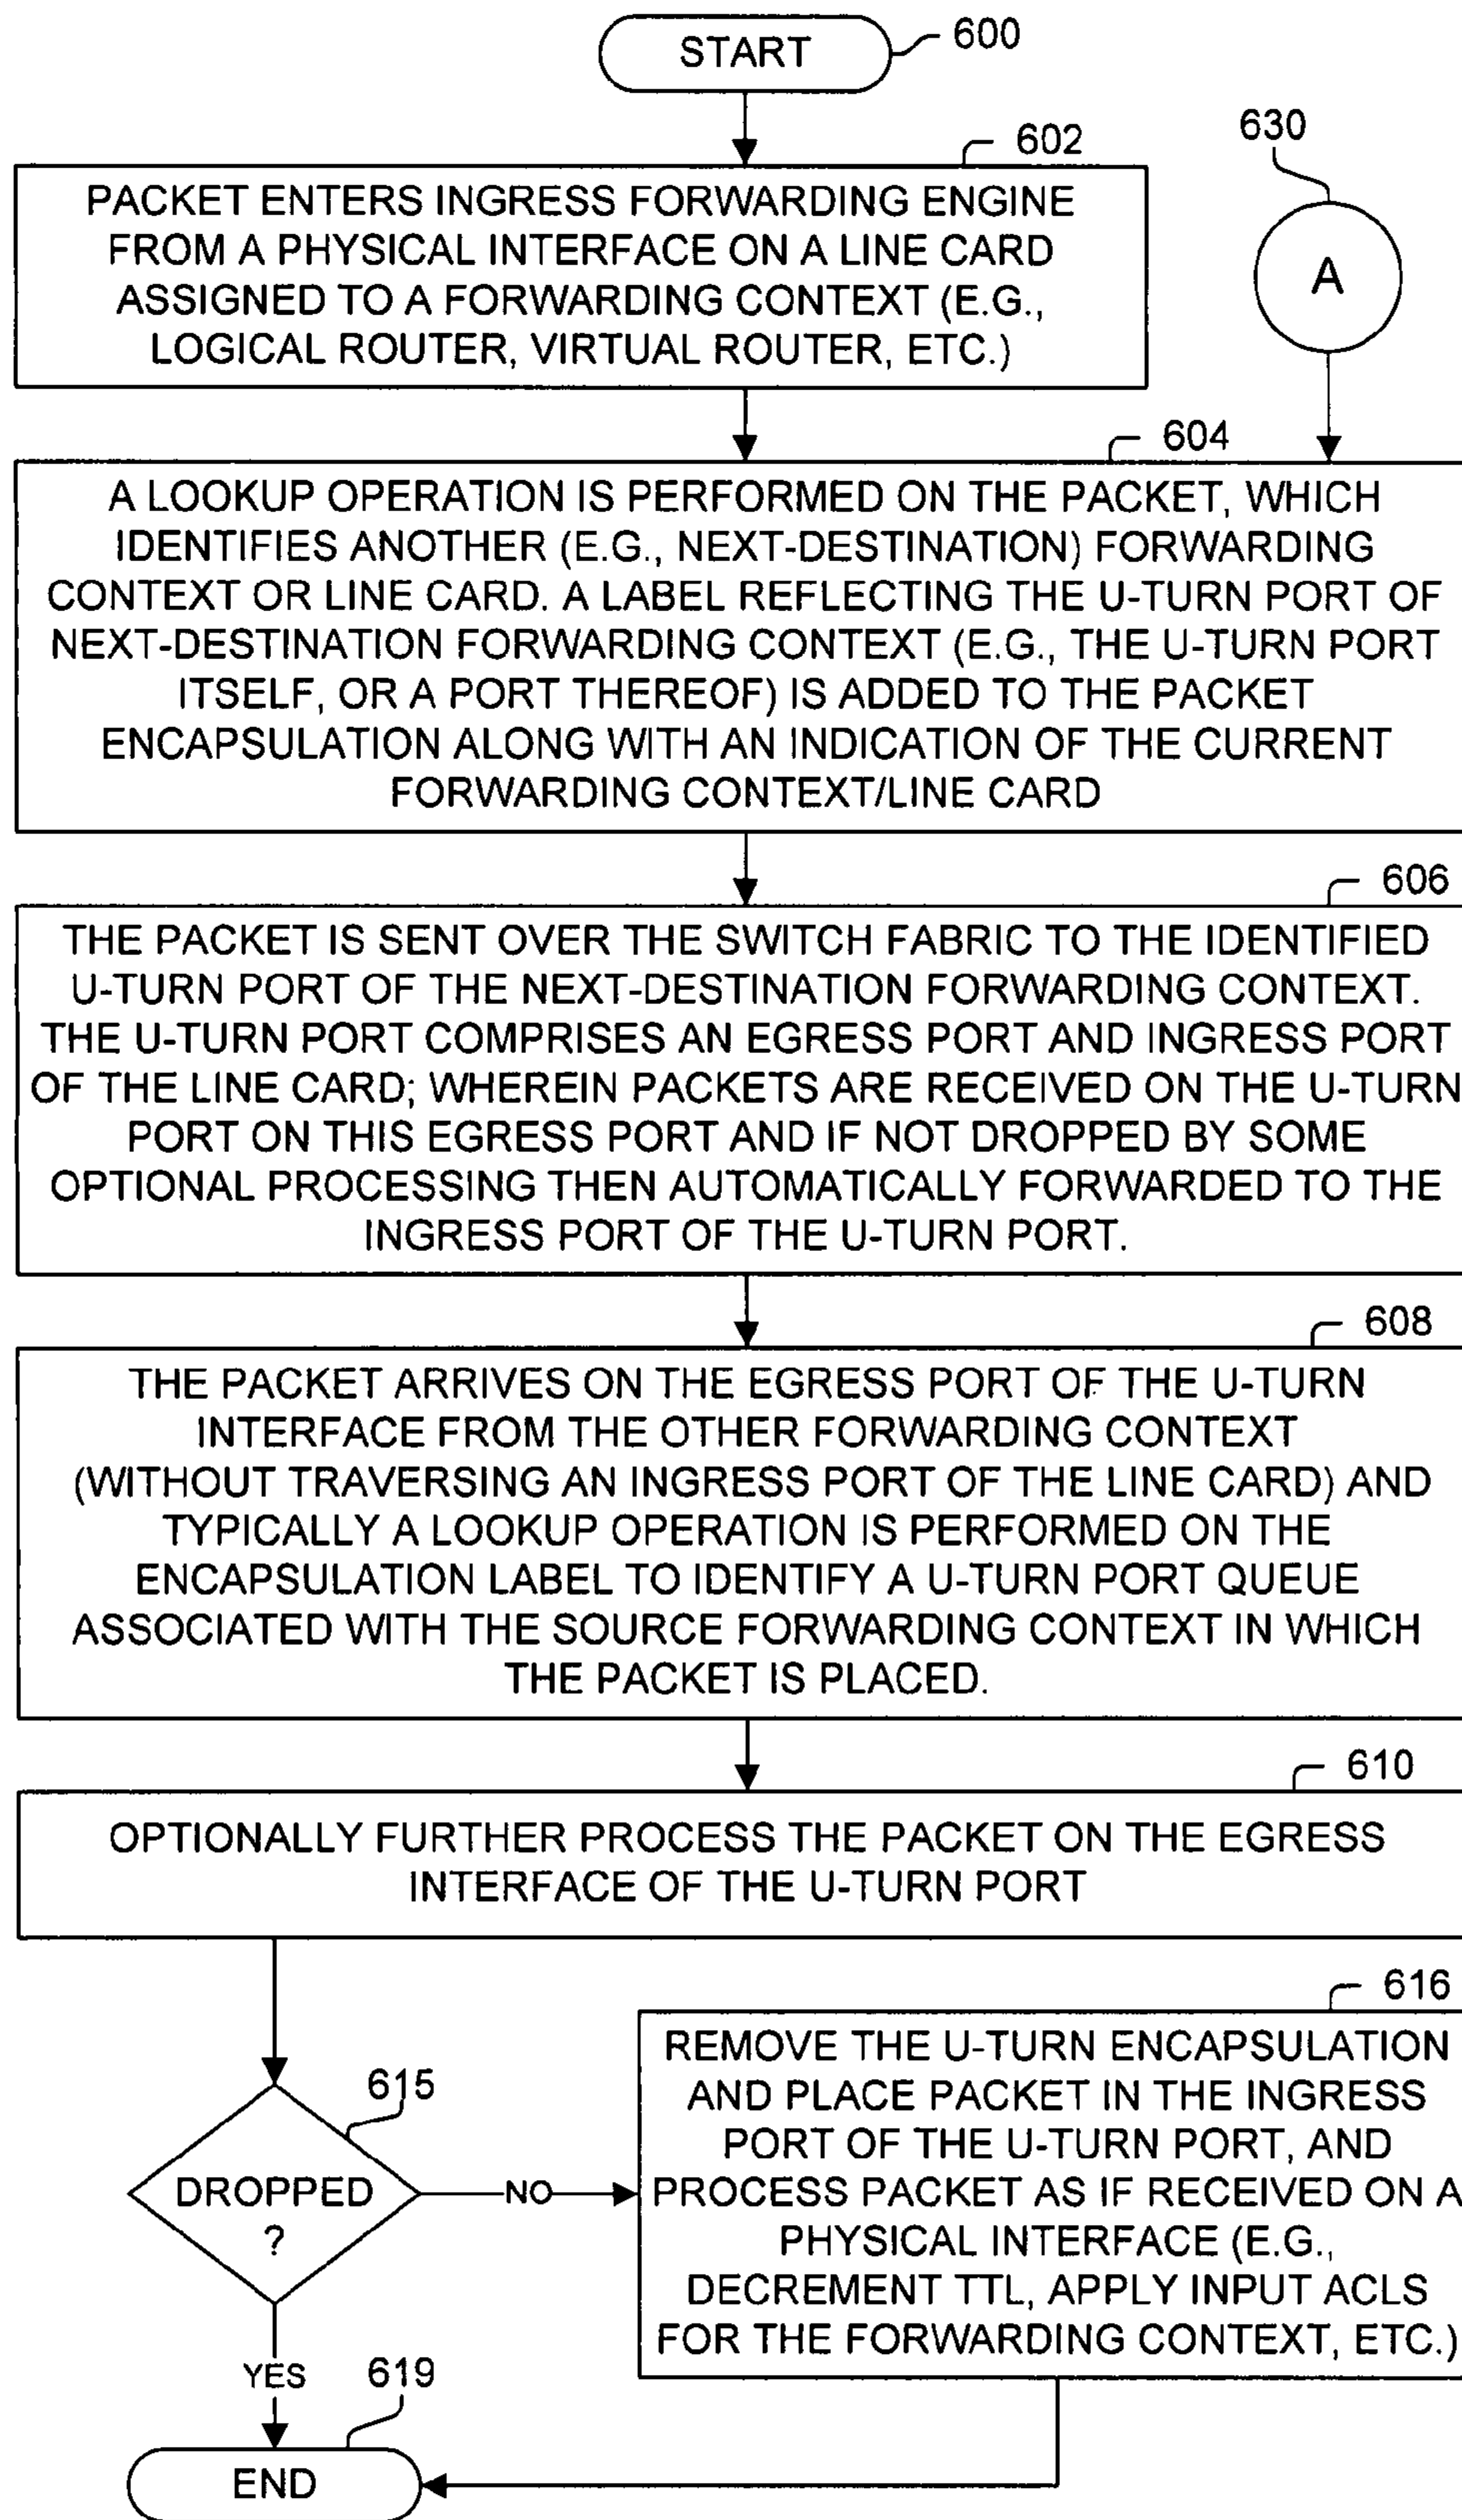 START
600
602
630
PACKET ENTERS INGRESS FORWARDING ENGINE
FROM A PHYSICAL INTERFACE ON A LINE CARD
ASSIGNED TO A FORWARDING CONTEXT (E.G.,
LOGICAL ROUTER, VIRTUAL ROUTER, ETC.)
A
604
A LOOKUP OPERATION IS PERFORMED ON THE PACKET, WHICH
IDENTIFIES ANOTHER (E.G., NEXT-DESTINATION) FORWARDING
CONTEXT OR LINE CARD. A LABEL REFLECTING THE U-TURN PORT OF
NEXT-DESTINATION FORWARDING CONTEXT (E.G., THE U-TURN PORT
ITSELF, OR A PORT THEREOF) IS ADDED TO THE PACKET
ENCAPSULATION ALONG WITH AN INDICATION OF THE CURRENT
FORWARDING CONTEXT/LINE CARD
606
THE PACKET IS SENT OVER THE SWITCH FABRIC TO THE IDENTIFIED
U-TURN PORT OF THE NEXT-DESTINATION FORWARDING CONTEXT.
THE U-TURN PORT COMPRISES AN EGRESS PORT AND INGRESS PORT
OF THE LINE CARD; WHEREIN PACKETS ARE RECEIVED ON THE U-TURN
PORT ON THIS EGRESS PORT AND IF NOT DROPPED BY SOME
OPTIONAL PROCESSING THEN AUTOMATICALLY FORWARDED TO THE
INGRESS PORT OF THE U-TURN PORT.
608
THE PACKET ARRIVES ON THE EGRESS PORT OF THE U-TURN
INTERFACE FROM THE OTHER FORWARDING CONTEXT
(WITHOUT TRAVERSING AN INGRESS PORT OF THE LINE CARD) AND
TYPICALLY A LOOKUP OPERATION IS PERFORMED ON THE
ENCAPSULATION LABEL TO IDENTIFY A U-TURN PORT QUEUE
ASSOCIATED WITH THE SOURCE FORWARDING CONTEXT IN WHICH
THE PACKET IS PLACED.
610
OPTIONALLY FURTHER PROCESS THE PACKET ON THE EGRESS
INTERFACE OF THE U-TURN PORT
615
DROPPED
?
NO
616
REMOVE THE U-TURN ENCAPSULATION
AND PLACE PACKET IN THE INGRESS
PORT OF THE U-TURN PORT, AND
PROCESS PACKET AS IF RECEIVED ON A
PHYSICAL INTERFACE (E.G.,
DECREMENT TTL, APPLY INPUT ACLS
FOR THE FORWARDING CONTEXT, ETC.)
YES
619
END